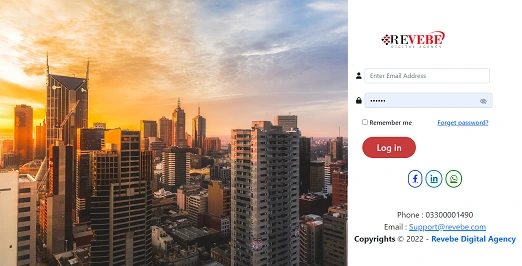 REVEBE
DIGITAL AGENCY
Enter Email Address
••••••
Remember me Forget password?
Log in
Phone : 03300001490
Email : Support@revebe.com
Copyrights © 2022 - Revebe Digital Agency